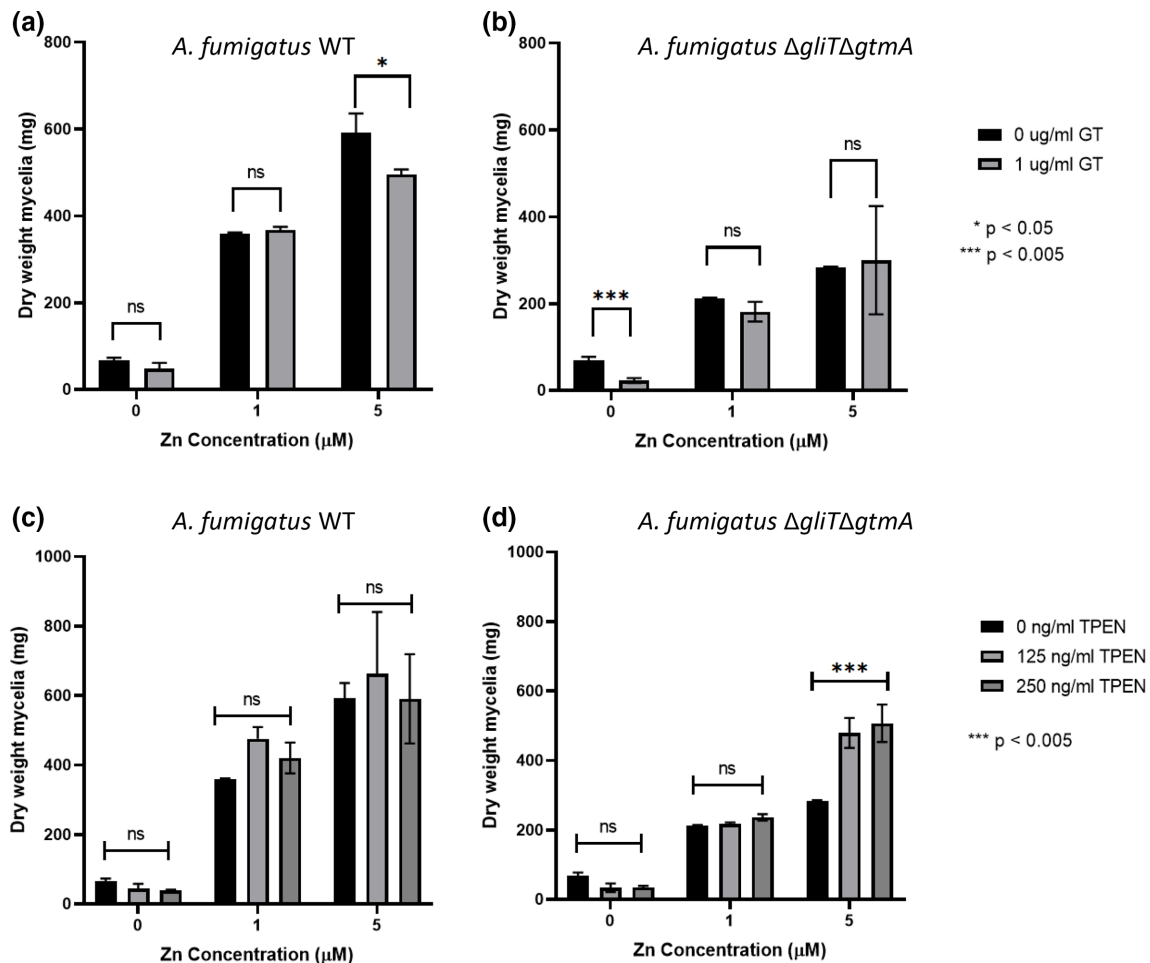 (a)
A. fumigatus WT
Dry weight mycelia (mg)
800
600
400
200
0
ns
ns
*
0
1
5
Zn Concentration (μM)
(b)
A. fumigatus ΔgliTΔgtmA
Dry weight mycelia (mg)
800
600
400
200
0
***
ns
ns
0
1
5
Zn Concentration (μM)
0 ug/ml GT
1 ug/ml GT
* p < 0.05
*** p < 0.005
(c)
A. fumigatus WT
Dry weight mycelia (mg)
1000
800
600
400
200
0
ns
ns
ns
0
1
5
Zn Concentration (μM)
(d)
A. fumigatus ΔgliTΔgtmA
Dry weight mycelia (mg)
1000
800
600
400
200
0
ns
ns
***
0
1
5
Zn Concentration (μM)
0 ng/ml TPEN
125 ng/ml TPEN
250 ng/ml TPEN
*** p < 0.005